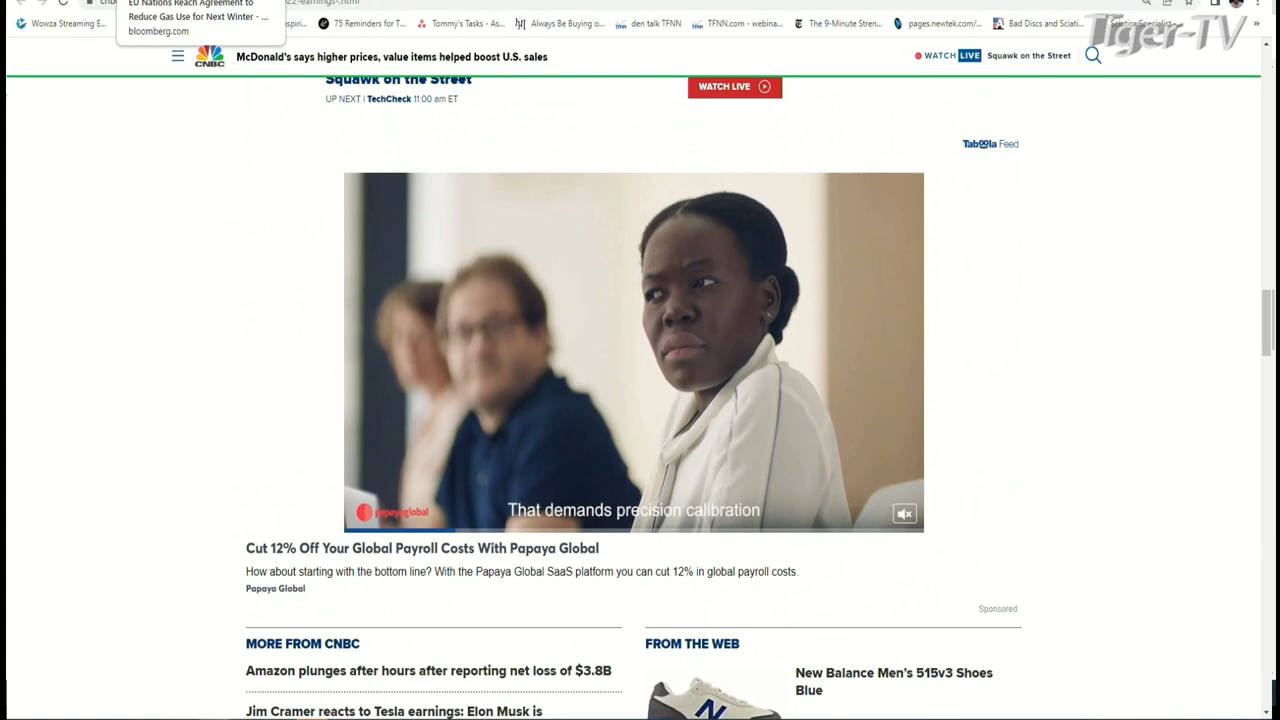 EU Nations Reach Agreement to
Reduce Gas Use for Next Winter - ...
bloomberg.com
22-earnings-.html
Tiger-TV
Wowza Streaming E...
75 Reminders for T...
Tommy's Tasks - As...
Always Be Buying o...
den talk TFNN
TFNN.com - webina...
The 9-Minute Stren...
pages.newtek.com/...
Bad Discs and Sciati...
Sciatica Specialist
»
CNBC
McDonald's says higher prices, value items helped boost U.S. sales
WATCH LIVE Squawk on the Street
Squawk on the Street
UP NEXT | TechCheck 11:00 am ET
WATCH LIVE
Taboola Feed
That demands precision calibration
papayaglobal
Cut 12% Off Your Global Payroll Costs With Papaya Global
How about starting with the bottom line? With the Papaya Global SaaS platform you can cut 12% in global payroll costs.
Papaya Global
Sponsored
MORE FROM CNBC
Amazon plunges after hours after reporting net loss of $3.8B
Jim Cramer reacts to Tesla earnings: Elon Musk is
FROM THE WEB
New Balance Men's 515v3 Shoes
Blue
N